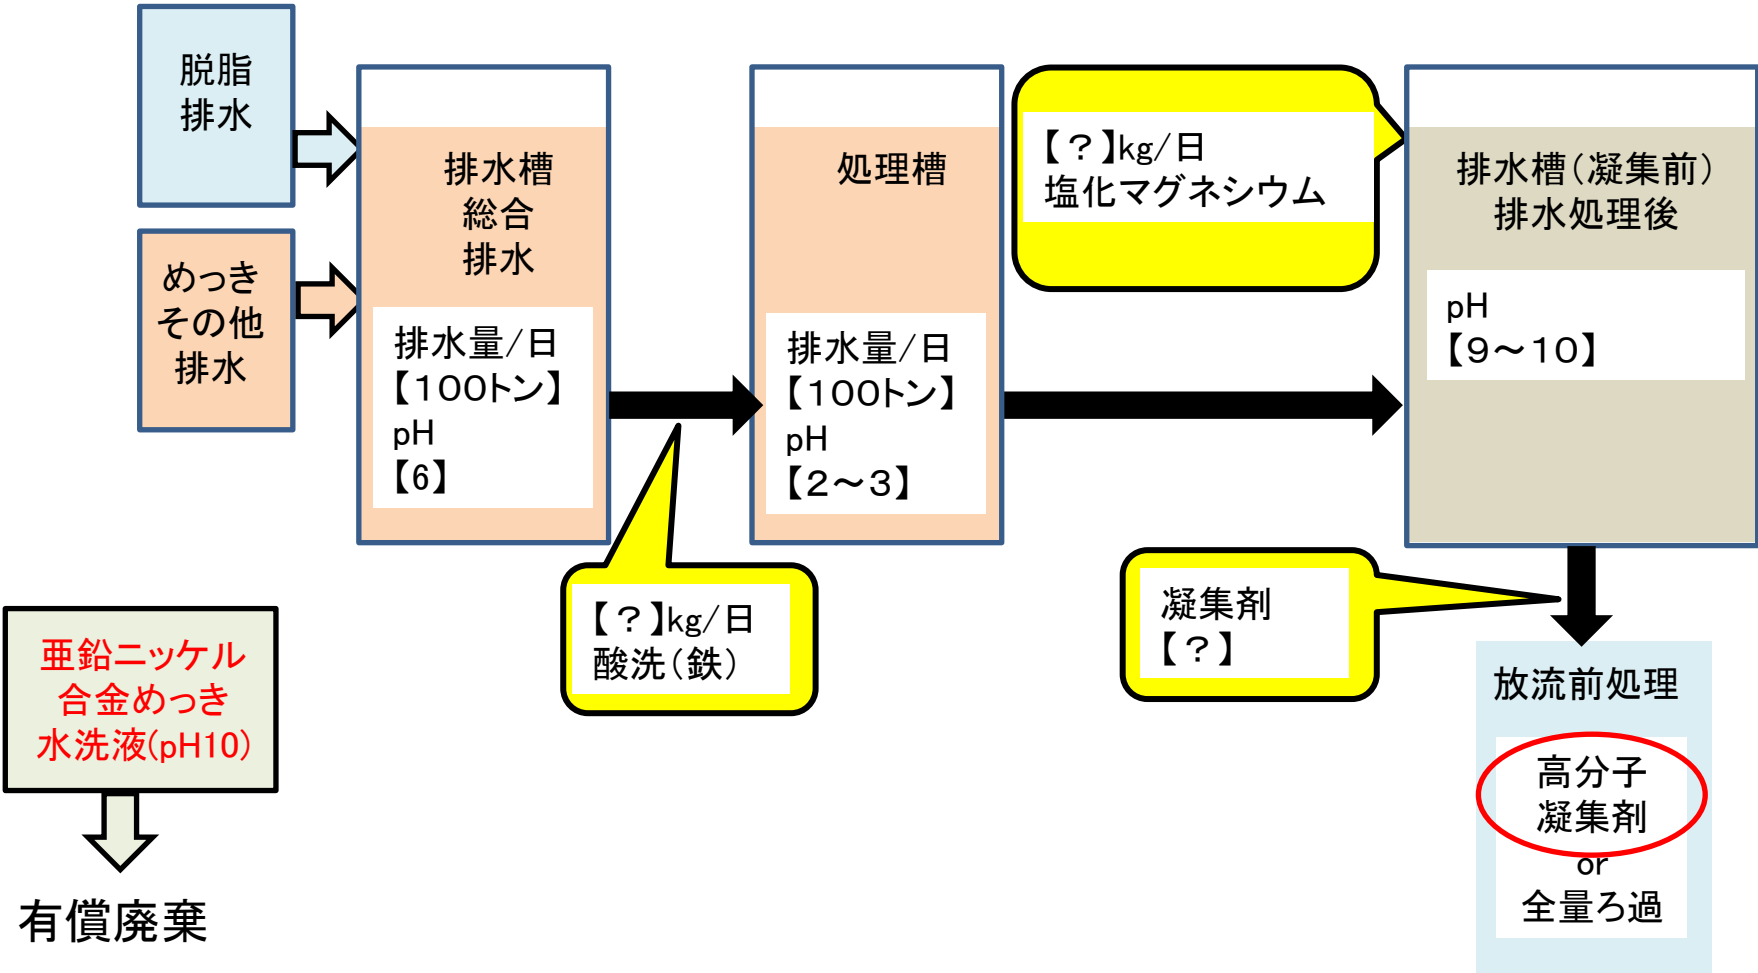 脱脂
排水
めっき
その他
排水
排水槽
総合
排水
排水量/日
【100トン】
pH
【6】
【?】kg/日
酸洗(鉄)
処理槽
排水量/日
【100トン】
pH
【2～3】
【?】kg/日
塩化マグネシウム
排水槽(凝集前)
排水処理後
pH
【9～10】
凝集剤
【?】
放流前処理
高分子
凝集剤
or
全量ろ過
亜鉛ニッケル
合金めっき
水洗液(pH10)
有償廃棄